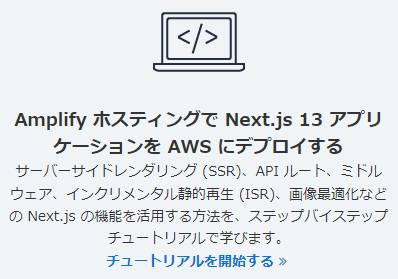 </>
Amplify ホスティングで Next.js 13 アプリ
ケーションを AWS にデプロイする
サーバーサイドレンダリング (SSR)、API ルート、ミドル
ウェア、インクリメンタル静的再生 (ISR)、画像最適化など
の Next.js の機能を活用する方法を、ステップバイステップ
チュートリアルで学びます。
チュートリアルを開始する »